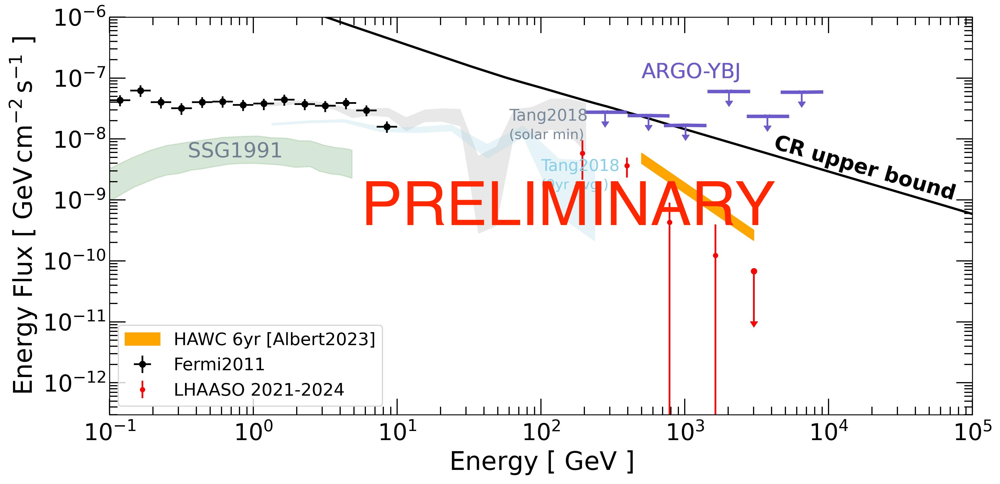 10⁻⁶
10⁻⁷
10⁻⁸
10⁻⁹
10⁻¹⁰
10⁻¹¹
10⁻¹²
Energy Flux [ GeV cm⁻² s⁻¹ ]
ARGO-YBJ
Tang2018
(solar min)
SSG1991
CR upper bound
Tang2018
(9yr avg.)
PRELIMINARY
HAWC 6yr [Albert2023]
Fermi2011
LHAASO 2021-2024
10⁻¹ 10⁰ 10¹ 10² 10³ 10⁴ 10⁵
Energy [ GeV ]